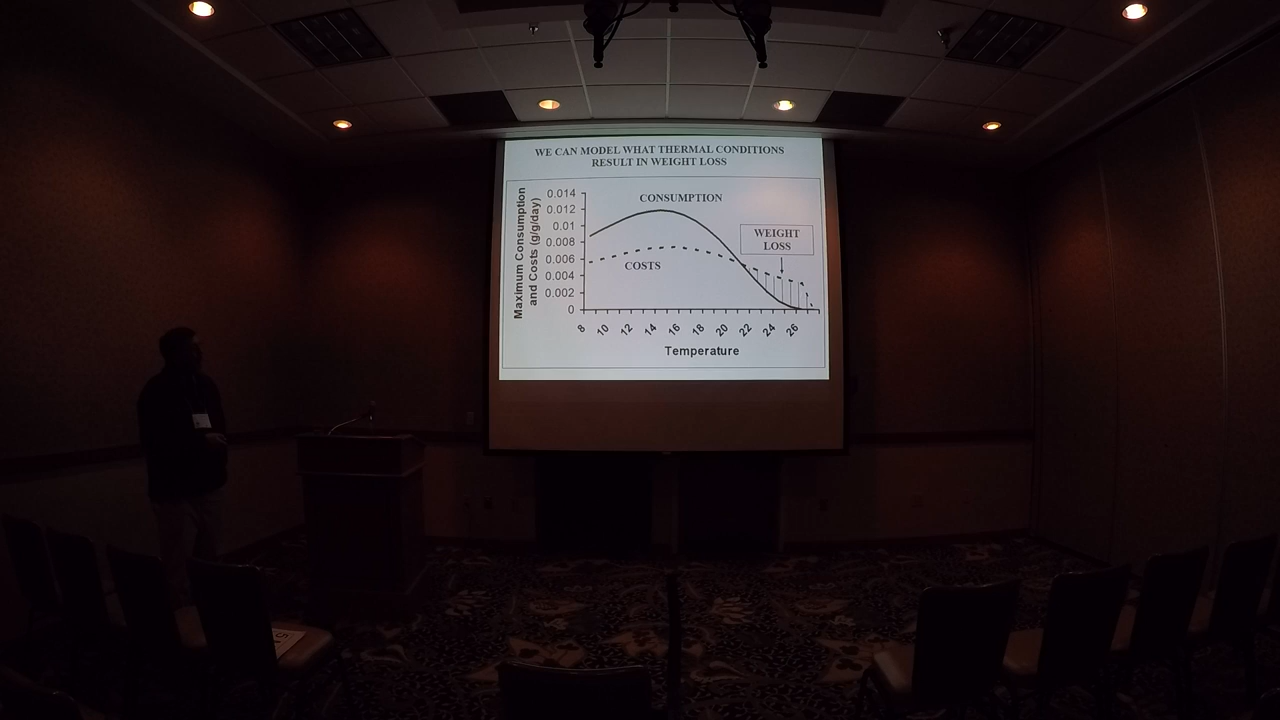 WE CAN MODEL WHAT THERMAL CONDITIONS
RESULT IN WEIGHT LOSS
Maximum Consumption
and Costs (g/g/day)
0.014
0.012
0.01
0.008
0.006
0.004
0.002
0
CONSUMPTION
COSTS
WEIGHT
LOSS
8 10 12 14 16 18 20 22 24 26
Temperature